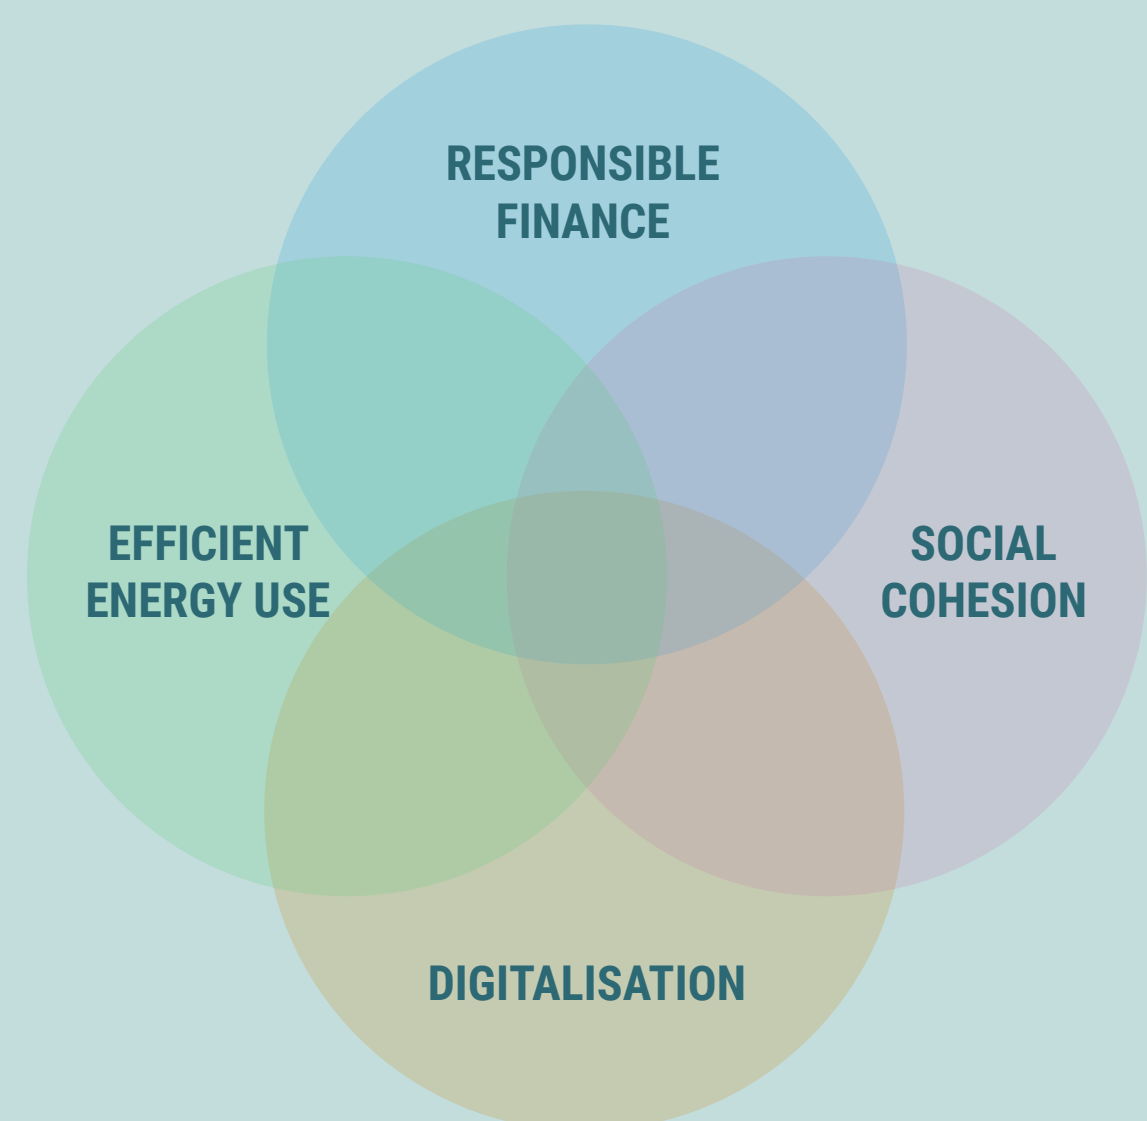 RESPONSIBLE
FINANCE
EFFICIENT
ENERGY USE
SOCIAL
COHESION
DIGITALISATION